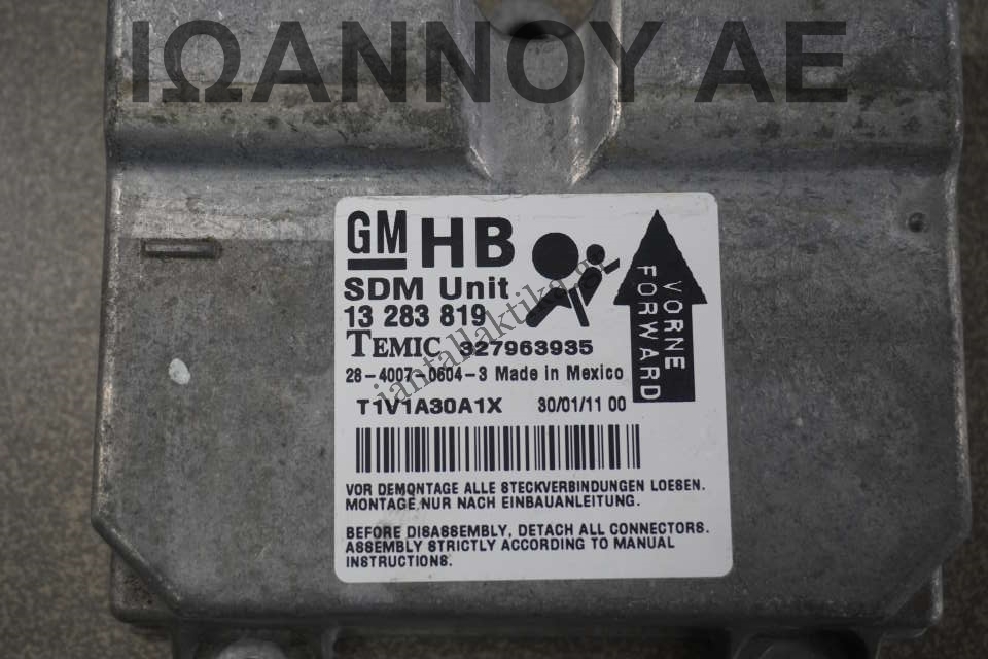 ΙΩΑΝΝΟΥ ΑΕ
GM HB
SDM Unit
13 283 819
TEMIC 327963935
28-4007-0604-3 Made in Mexico
T1V1A30A1X 30/01/11 00
VORNE
FORWARD
VOR DEMONTAGE ALLE STECKVERBINDUNGEN LOESEN.
MONTAGE NUR NACH EINBAUANLEITUNG.
BEFORE DISASSEMBLY, DETACH ALL CONNECTORS.
ASSEMBLY STRICTLY ACCORDING TO MANUAL
INSTRUCTIONS.